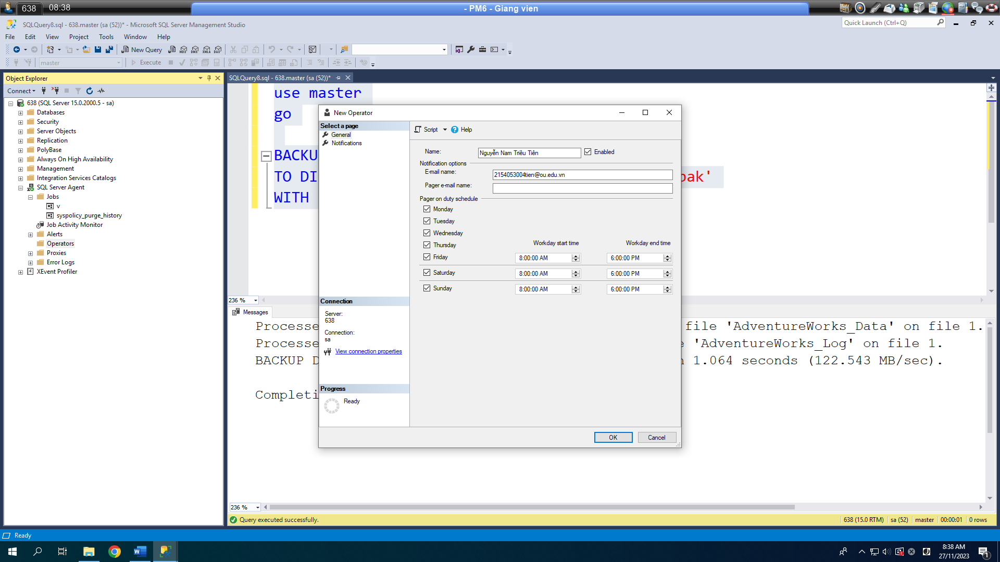 638 08:38 - PM6 - Giang vien
SQLQuery8.sql - 638.master (sa (52))* - Microsoft SQL Server Management Studio
Quick Launch (Ctrl+Q)
File Edit View Project Tools Window Help
New Query MDX DMX XMLA DAX
master Execute
Object Explorer
Connect
638 (SQL Server 15.0.2000.5 - sa)
Databases
Security
Server Objects
Replication
PolyBase
Always On High Availability
Management
Integration Services Catalogs
SQL Server Agent
Jobs
v
syspolicy_purge_history
Job Activity Monitor
Alerts
Operators
Proxies
Error Logs
XEvent Profiler
SQLQuery8.sql - 638.master (sa (52))*
use master
go
BACKU
TO DI bak'
WITH
236 %
Messages
Processe file 'AdventureWorks_Data' on file 1.
Processe 'AdventureWorks_Log' on file 1.
BACKUP D 1.064 seconds (122.543 MB/sec).
Completi
236 %
Query executed successfully.
638 (15.0 RTM) sa (52) master 00:00:01 0 rows
New Operator
Select a page
General
Notifications
Script Help
Name: Nguyễn Nam Triều Tiên Enabled
Notification options
E-mail name: 2154053004tien@ou.edu.vn
Pager e-mail name:
Pager on duty schedule
Monday
Tuesday
Wednesday
Thursday
Workday start time Workday end time
Friday 8:00:00 AM 6:00:00 PM
Saturday 8:00:00 AM 6:00:00 PM
Sunday 8:00:00 AM 6:00:00 PM
Connection
Server:
638
Connection:
sa
View connection properties
Progress
Ready
OK Cancel
Ready
8:38 AM
27/11/2023
1